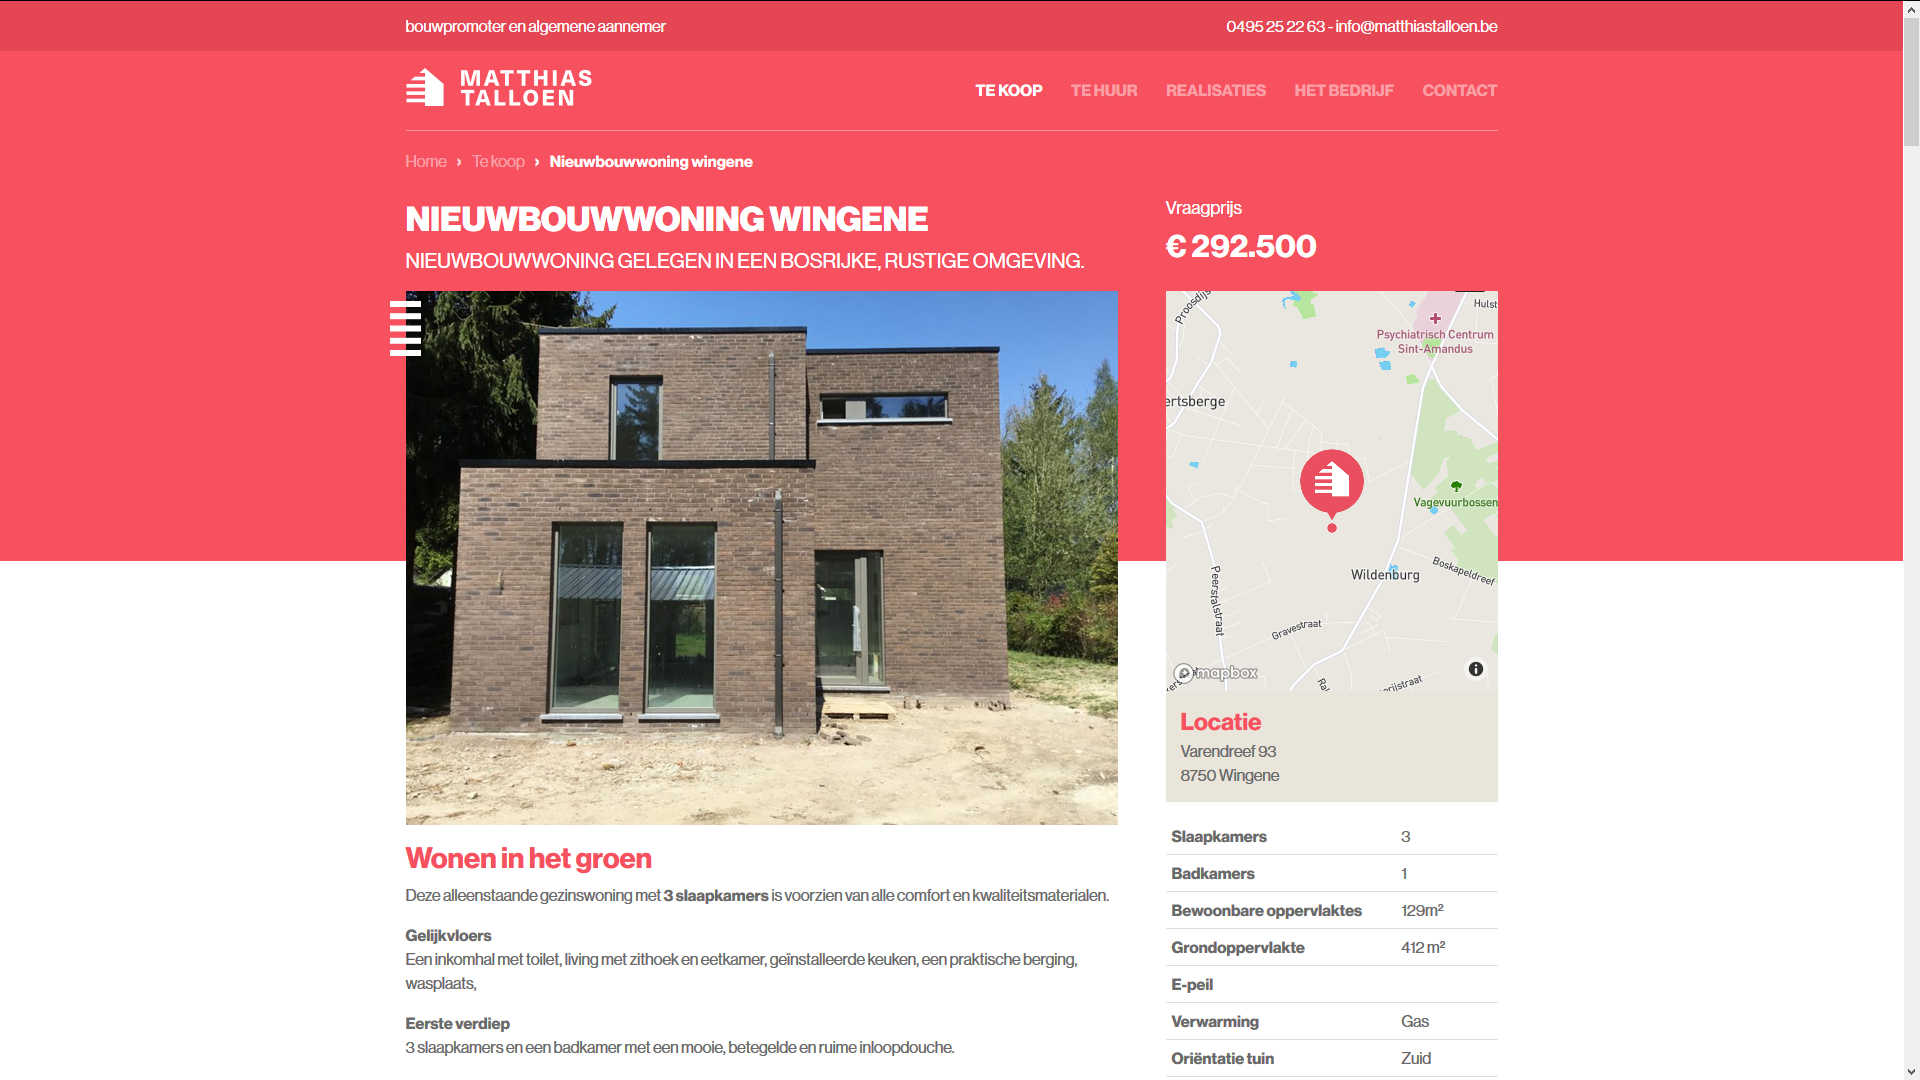 bouwpromoter en algemene aannemer
0495 25 22 63 - info@matthiastalloen.be
MATTHIAS
TALLOEN
TE KOOP
TE HUUR
REALISATIES
HET BEDRIJF
CONTACT
Home › Te koop › Nieuwbouwwoning wingene
NIEUWBOUWWONING WINGENE
NIEUWBOUWWONING GELEGEN IN EEN BOSRIJKE, RUSTIGE OMGEVING.
Vraagprijs
€ 292.500
Proosdijs
Hulst
Psychiatrisch Centrum
Sint-Amandus
ertsberge
Vagevuurbossen
Wildenburg
Boskapeldreef
Peerstalstraat
Gravestraat
mapbox
Locatie
Varendreef 93
8750 Wingene
Slaapkamers 3
Badkamers 1
Bewoonbare oppervlaktes 129m²
Grondoppervlakte 412 m²
E-peil
Verwarming Gas
Oriëntatie tuin Zuid
Wonen in het groen
Deze alleenstaande gezinswoning met 3 slaapkamers is voorzien van alle comfort en kwaliteitsmaterialen.
Gelijkvloers
Een inkomhal met toilet, living met zithoek en eetkamer, geïnstalleerde keuken, een praktische berging,
wasplaats,
Eerste verdiep
3 slaapkamers en een badkamer met een mooie, betegelde en ruime inloopdouche.